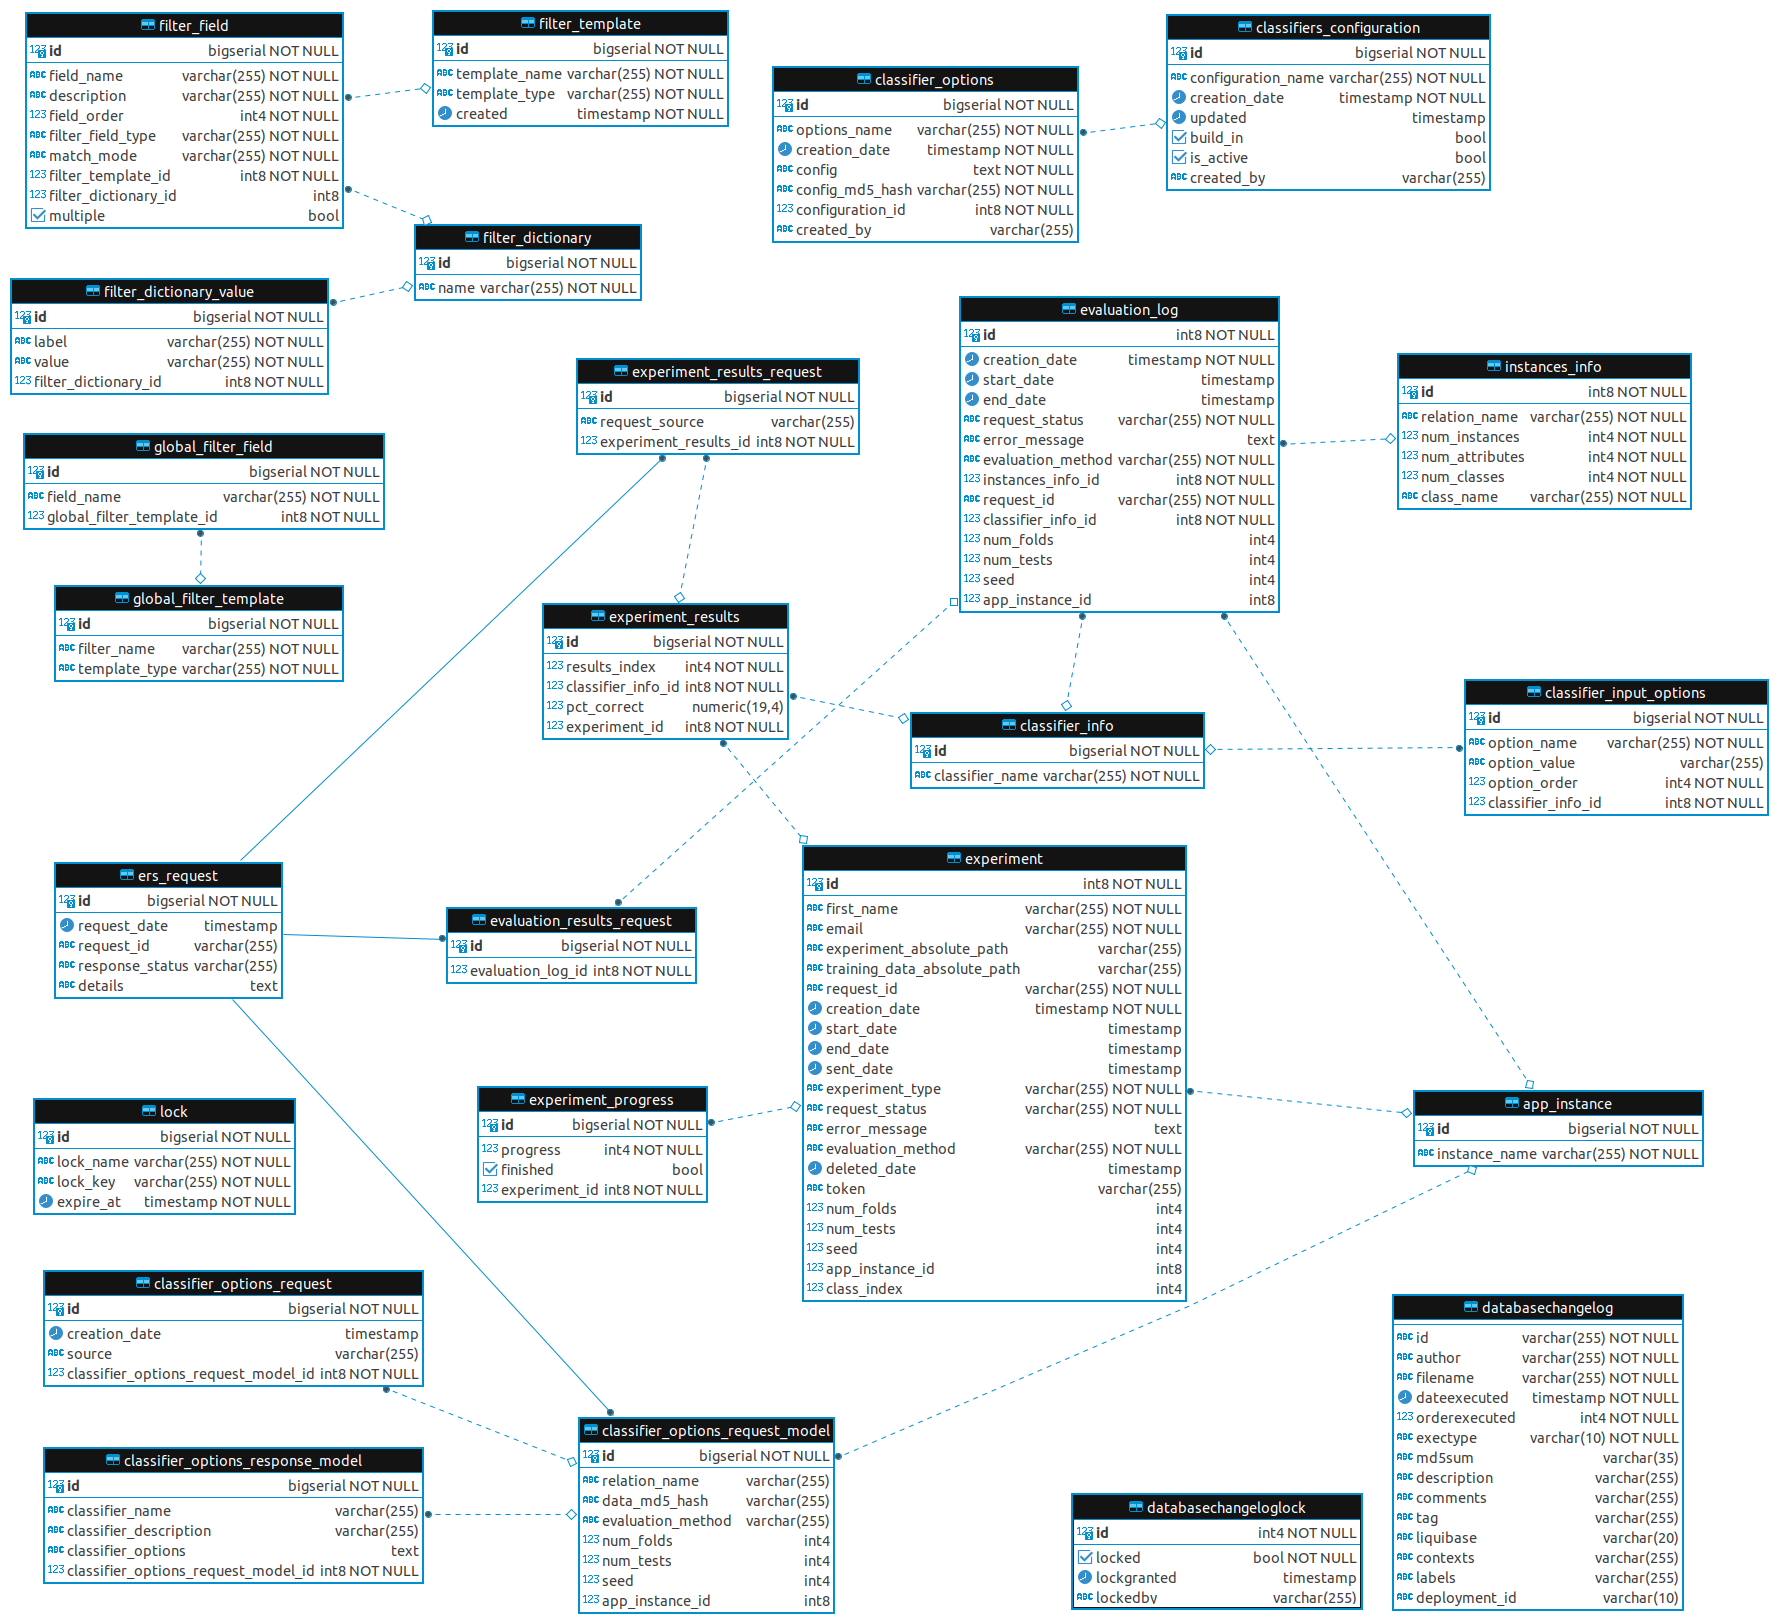 filter_field
id bigserial NOT NULL
field_name varchar(255) NOT NULL
description varchar(255) NOT NULL
field_order int4 NOT NULL
filter_field_type varchar(255) NOT NULL
match_mode varchar(255) NOT NULL
filter_template_id int8 NOT NULL
filter_dictionary_id int8
multiple bool
filter_template
id bigserial NOT NULL
template_name varchar(255) NOT NULL
template_type varchar(255) NOT NULL
created timestamp NOT NULL
classifier_options
id bigserial NOT NULL
options_name varchar(255) NOT NULL
creation_date timestamp NOT NULL
config text NOT NULL
config_md5_hash varchar(255) NOT NULL
configuration_id int8 NOT NULL
created_by varchar(255)
classifiers_configuration
id bigserial NOT NULL
configuration_name varchar(255) NOT NULL
creation_date timestamp NOT NULL
updated timestamp
build_in bool
is_active bool
created_by varchar(255)
filter_dictionary
id bigserial NOT NULL
name varchar(255) NOT NULL
filter_dictionary_value
id bigserial NOT NULL
label varchar(255) NOT NULL
value varchar(255) NOT NULL
filter_dictionary_id int8 NOT NULL
evaluation_log
id int8 NOT NULL
creation_date timestamp NOT NULL
start_date timestamp
end_date timestamp
request_status varchar(255) NOT NULL
error_message text
evaluation_method varchar(255) NOT NULL
instances_info_id int8 NOT NULL
request_id varchar(255) NOT NULL
classifier_info_id int8 NOT NULL
num_folds int4
num_tests int4
seed int4
app_instance_id int8
instances_info
id int8 NOT NULL
relation_name varchar(255) NOT NULL
num_instances int4 NOT NULL
num_attributes int4 NOT NULL
num_classes int4 NOT NULL
class_name varchar(255) NOT NULL
experiment_results_request
id bigserial NOT NULL
request_source varchar(255)
experiment_results_id int8 NOT NULL
global_filter_field
id bigserial NOT NULL
field_name varchar(255) NOT NULL
global_filter_template_id int8 NOT NULL
global_filter_template
id bigserial NOT NULL
filter_name varchar(255) NOT NULL
template_type varchar(255) NOT NULL
experiment_results
id bigserial NOT NULL
results_index int4 NOT NULL
classifier_info_id int8 NOT NULL
pct_correct numeric(19,4)
experiment_id int8 NOT NULL
classifier_info
id bigserial NOT NULL
classifier_name varchar(255) NOT NULL
classifier_input_options
id bigserial NOT NULL
option_name varchar(255) NOT NULL
option_value varchar(255)
option_order int4 NOT NULL
classifier_info_id int8 NOT NULL
ers_request
id bigserial NOT NULL
request_date timestamp
request_id varchar(255)
response_status varchar(255)
details text
evaluation_results_request
id bigserial NOT NULL
evaluation_log_id int8 NOT NULL
experiment
id int8 NOT NULL
first_name varchar(255) NOT NULL
email varchar(255) NOT NULL
experiment_absolute_path varchar(255)
training_data_absolute_path varchar(255)
request_id varchar(255) NOT NULL
creation_date timestamp NOT NULL
start_date timestamp
end_date timestamp
sent_date timestamp
experiment_type varchar(255) NOT NULL
request_status varchar(255) NOT NULL
error_message text
evaluation_method varchar(255) NOT NULL
deleted_date timestamp
token varchar(255)
num_folds int4
num_tests int4
seed int4
app_instance_id int8
class_index int4
experiment_progress
id bigserial NOT NULL
progress int4 NOT NULL
finished bool
experiment_id int8 NOT NULL
app_instance
id bigserial NOT NULL
instance_name varchar(255) NOT NULL
lock
id bigserial NOT NULL
lock_name varchar(255) NOT NULL
lock_key varchar(255) NOT NULL
expire_at timestamp NOT NULL
classifier_options_request
id bigserial NOT NULL
creation_date timestamp
source varchar(255)
classifier_options_request_model_id int8 NOT NULL
classifier_options_response_model
id bigserial NOT NULL
classifier_name varchar(255)
classifier_description varchar(255)
classifier_options text
classifier_options_request_model_id int8 NOT NULL
classifier_options_request_model
id bigserial NOT NULL
relation_name varchar(255)
data_md5_hash varchar(255)
evaluation_method varchar(255)
num_folds int4
num_tests int4
seed int4
app_instance_id int8
databasechangeloglock
id int4 NOT NULL
locked bool NOT NULL
lockgranted timestamp
lockedby varchar(255)
databasechangelog
id varchar(255) NOT NULL
author varchar(255) NOT NULL
filename varchar(255) NOT NULL
dateexecuted timestamp NOT NULL
orderexecuted int4 NOT NULL
exectype varchar(10) NOT NULL
md5sum varchar(35)
description varchar(255)
comments varchar(255)
tag varchar(255)
liquibase varchar(20)
contexts varchar(255)
labels varchar(255)
deployment_id varchar(10)